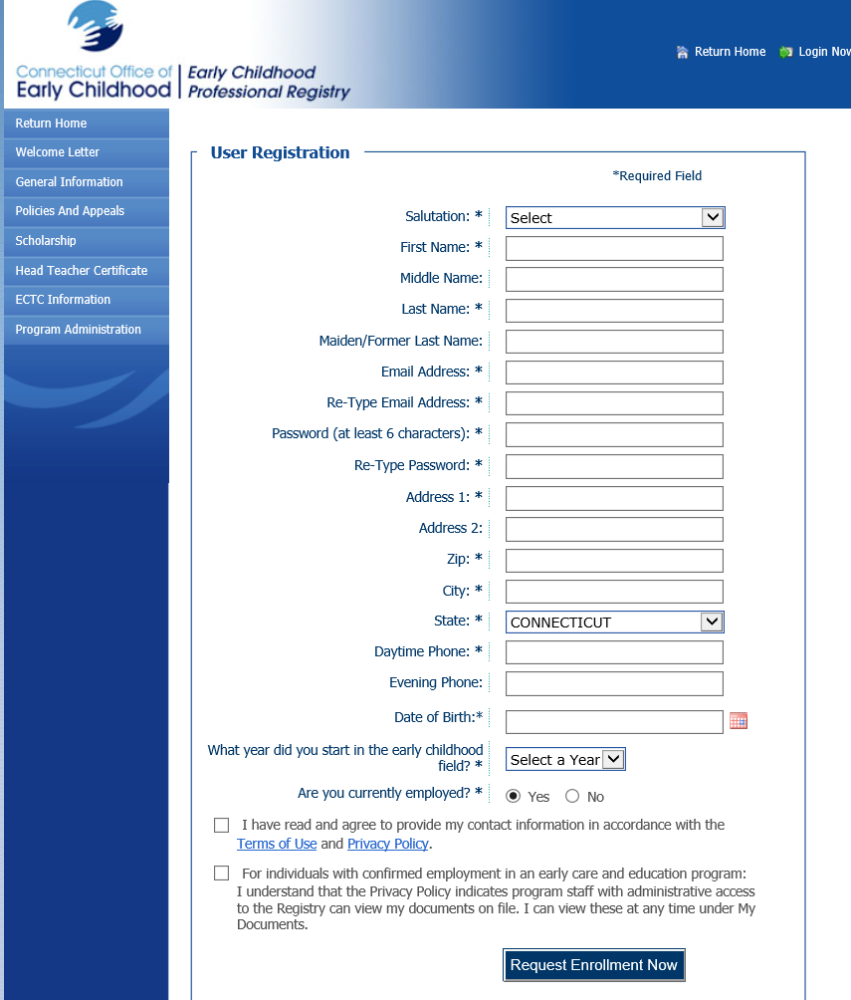 Connecticut Office of
Early Childhood
Early Childhood
Professional Registry
Return Home
Login Now
Return Home
Welcome Letter
General Information
Policies And Appeals
Scholarship
Head Teacher Certificate
ECTC Information
Program Administration
User Registration
*Required Field
Salutation: * Select
First Name: *
Middle Name:
Last Name: *
Maiden/Former Last Name:
Email Address: *
Re-Type Email Address: *
Password (at least 6 characters): *
Re-Type Password: *
Address 1: *
Address 2:
Zip: *
City: *
State: * CONNECTICUT
Daytime Phone: *
Evening Phone:
Date of Birth:*
What year did you start in the early childhood
field? * Select a Year
Are you currently employed? * Yes No
I have read and agree to provide my contact information in accordance with the
Terms of Use and Privacy Policy.
For individuals with confirmed employment in an early care and education program:
I understand that the Privacy Policy indicates program staff with administrative access
to the Registry can view my documents on file. I can view these at any time under My
Documents.
Request Enrollment Now